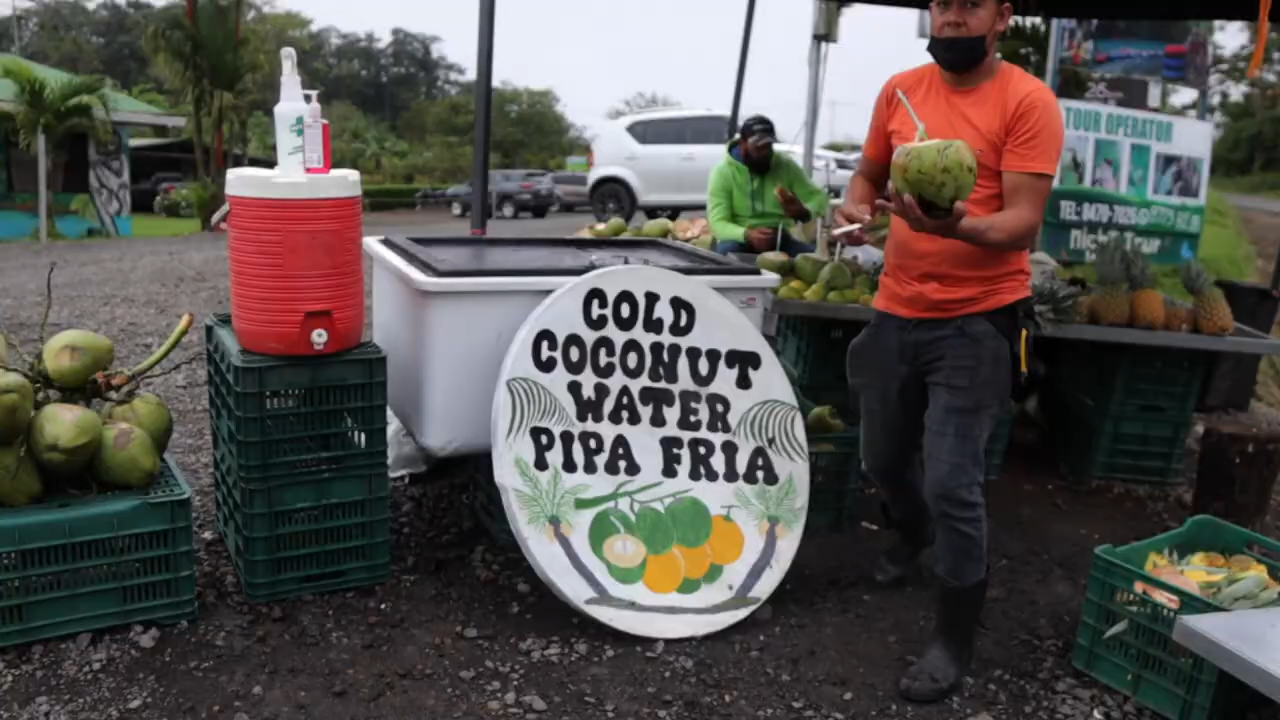 COLD
COCONUT
WATER
PIPA FRIA
TOUR OPERATOR